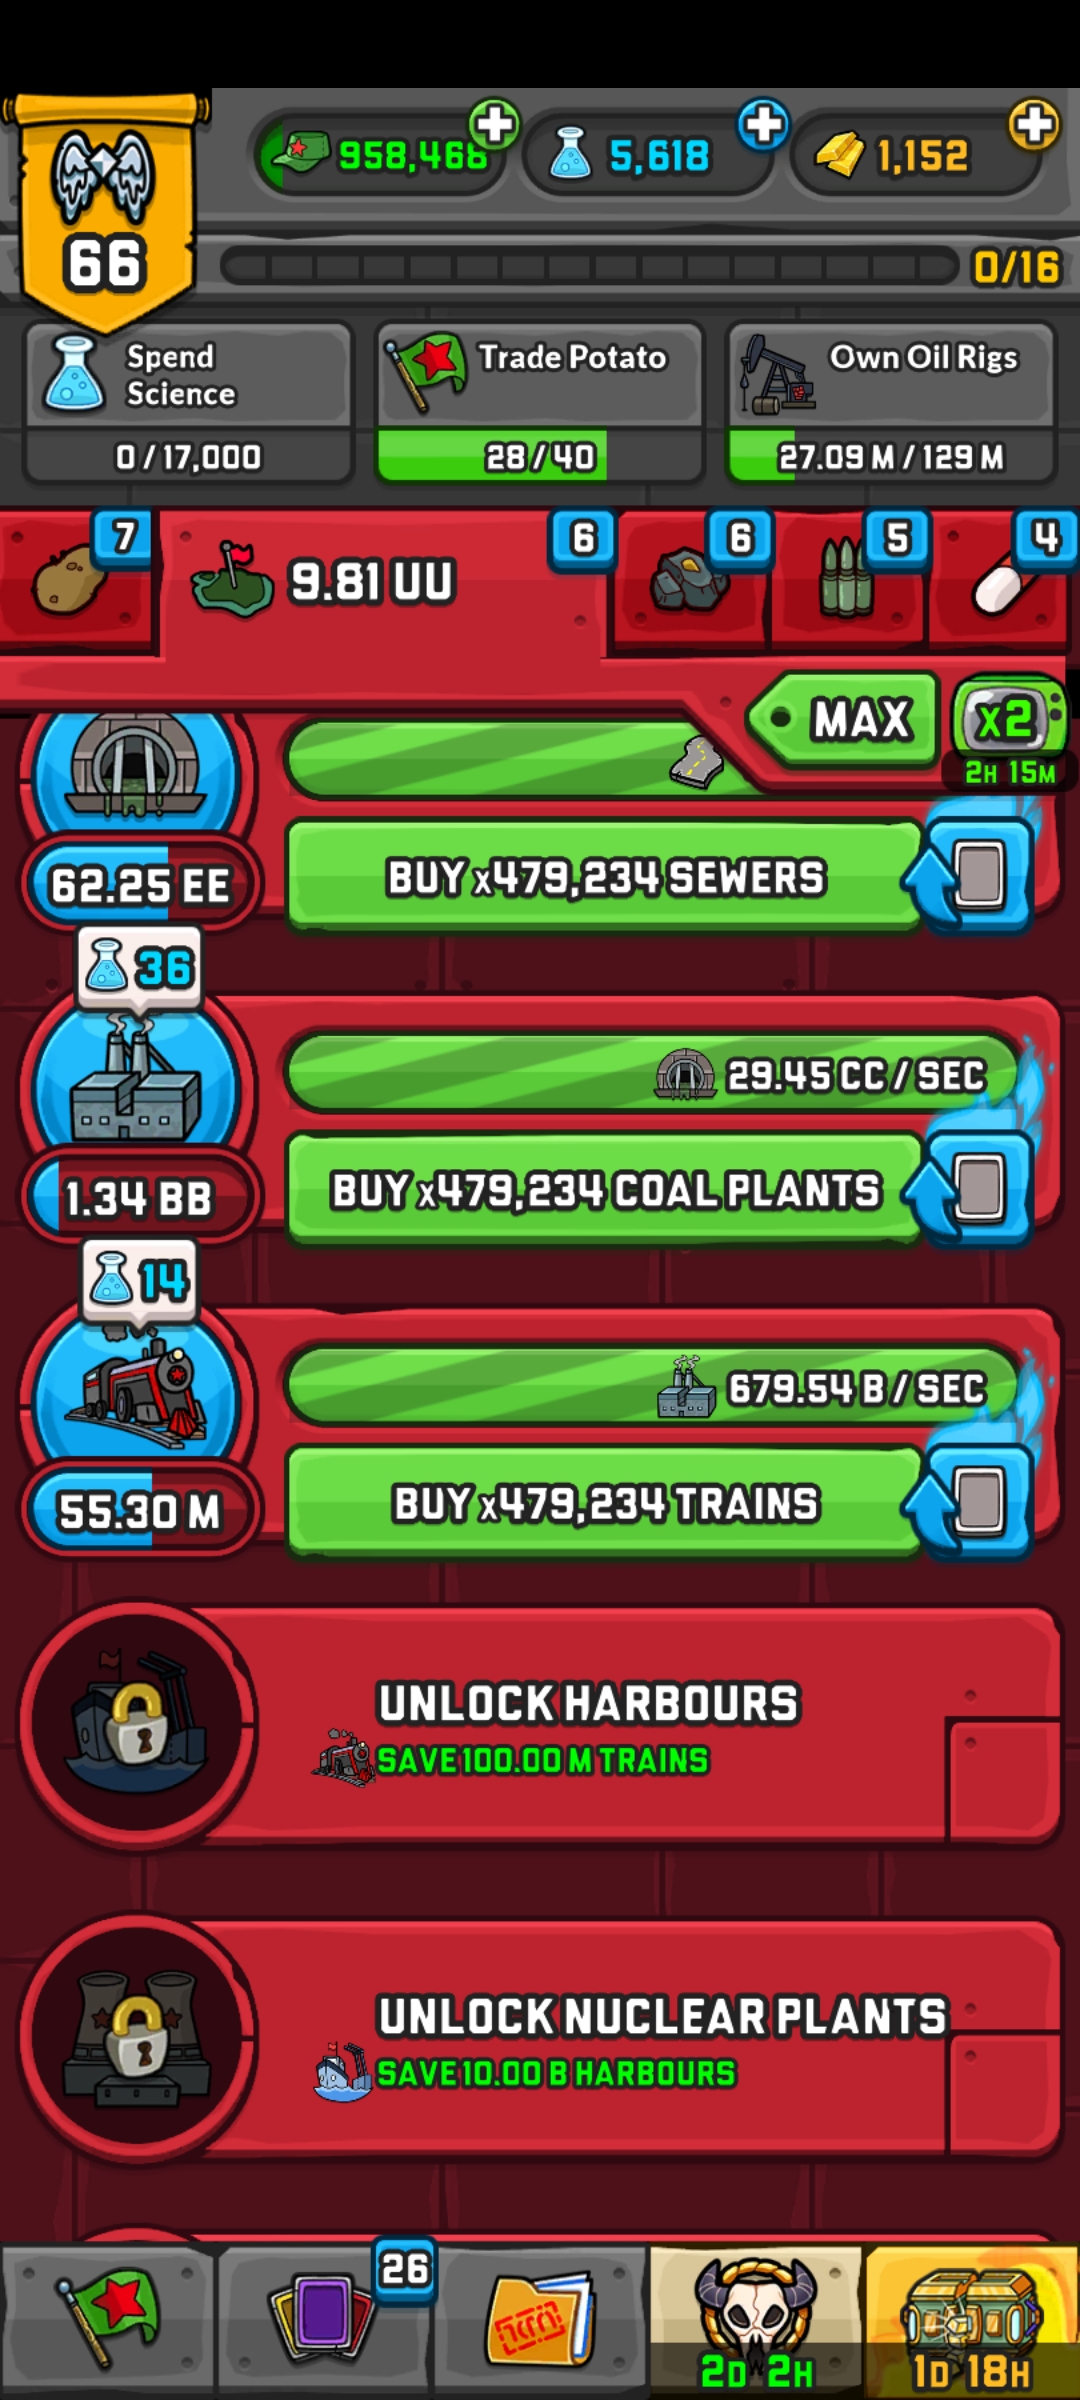 958,468
5,618
1,152
66
0/16
Spend
Science
0 / 17,000
Trade Potato
28 / 40
Own Oil Rigs
27.09 M / 129 M
7
9.81 UU
6
6
5
4
MAX
x2
2H 15M
62.25 EE
BUY x479,234 SEWERS
36
29.45 CC / SEC
1.34 BB
BUY x479,234 COAL PLANTS
14
679.54 B / SEC
55.30 M
BUY x479,234 TRAINS
UNLOCK HARBOURS
SAVE 100.00 M TRAINS
UNLOCK NUCLEAR PLANTS
SAVE 10.00 B HARBOURS
26
2D 2H
1D 18H